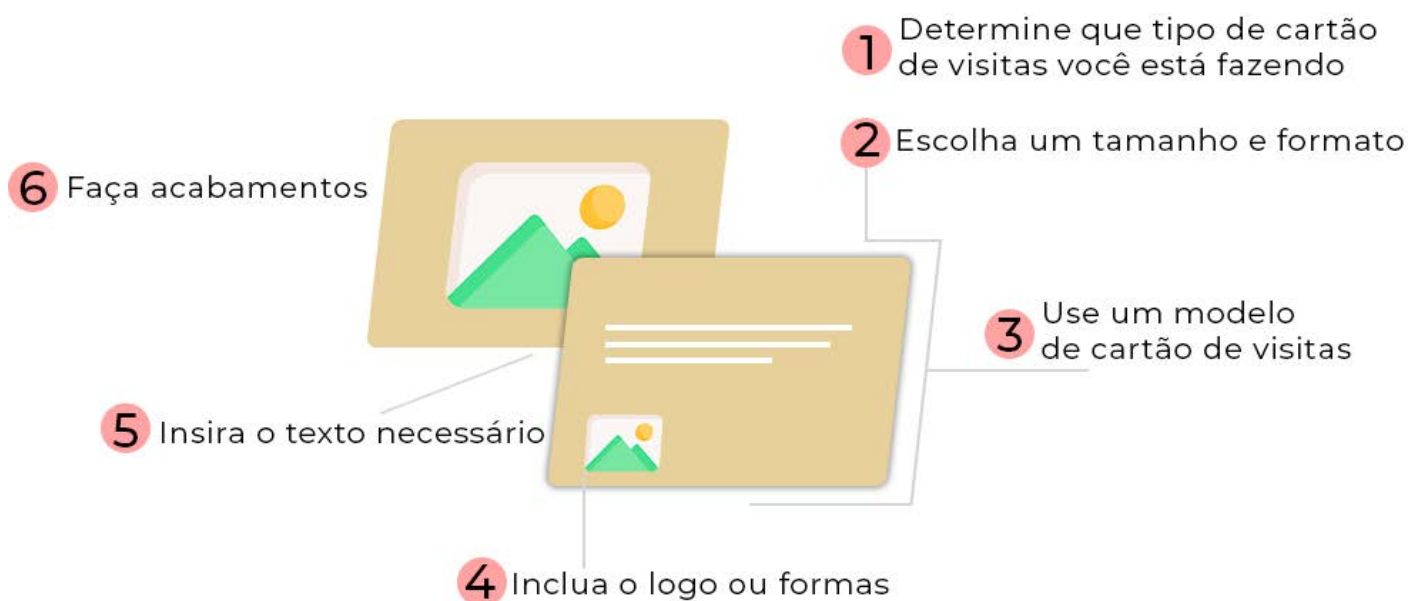 1 Determine que tipo de cartão
de visitas você está fazendo
2 Escolha um tamanho e formato
3 Use um modelo
de cartão de visitas
4 Inclua o logo ou formas
5 Insira o texto necessário
6 Faça acabamentos